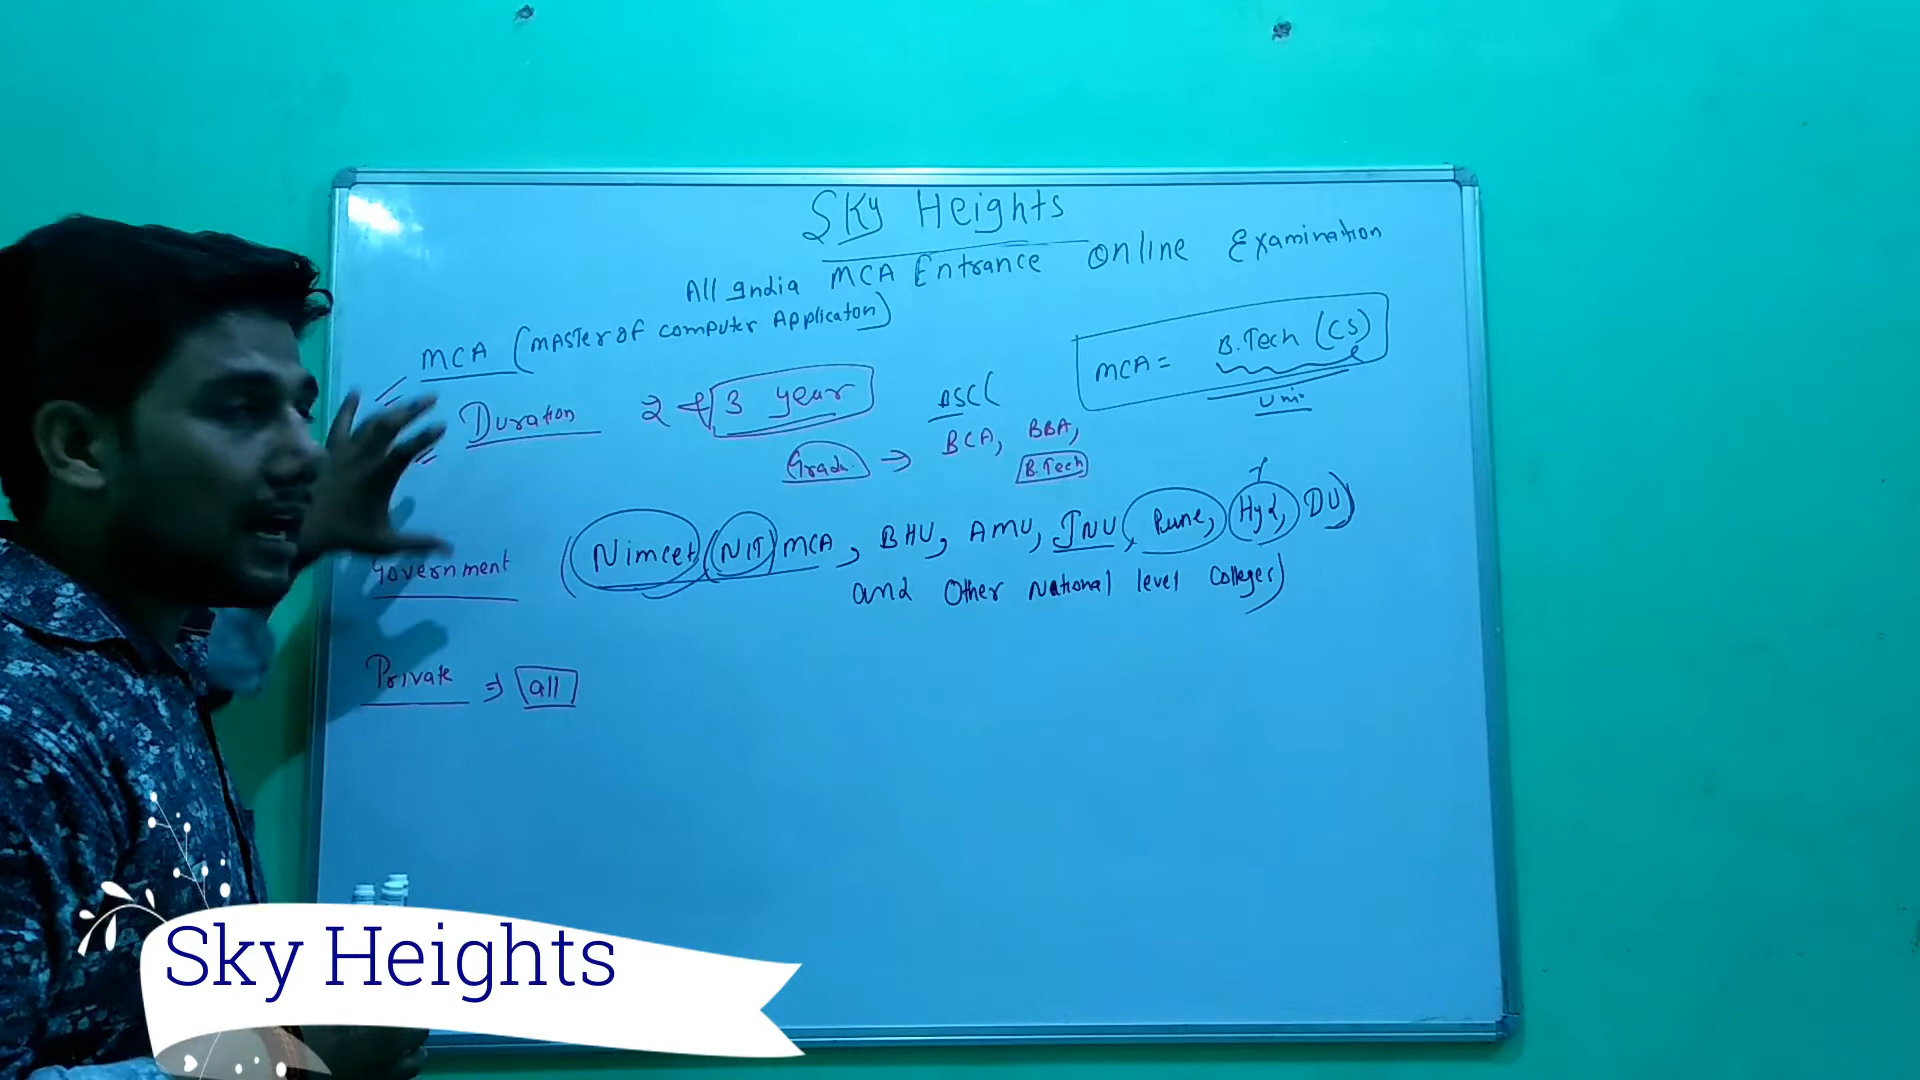 Sky Heights
All India MCA Entrance Online Examination
MCA (Master of Computer Applicaton)
MCA = B.Tech (CS)
Duration 2 & 3 year
Grad. → BCA, BBA,
B.Tech
Government (Nimcet (NIT) MCA, BHU, AMU, JNU, Pune, Hyd, DU)
and Other National level Colleges)
Private ⇒ all
Sky Heights